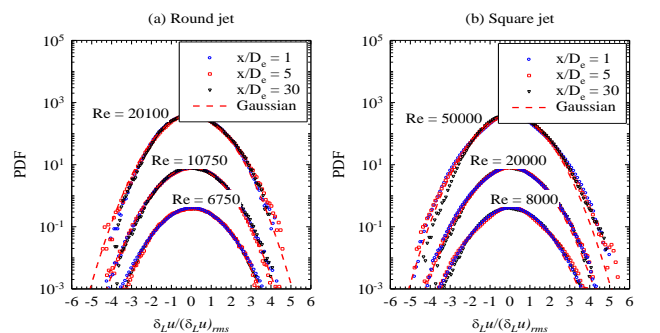 (a) Round jet
PDF
10^5
10^3
10^1
10^-1
10^-3
x/D_e = 1
x/D_e = 5
x/D_e = 30
Gaussian
Re = 20100
Re = 10750
Re = 6750
-6 -5 -4 -3 -2 -1 0 1 2 3 4 5 6
δ_L u/(δ_L u)_rms
(b) Square jet
PDF
10^5
10^3
10^1
10^-1
10^-3
x/D_e = 1
x/D_e = 5
x/D_e = 30
Gaussian
Re = 50000
Re = 20000
Re = 8000
-6 -5 -4 -3 -2 -1 0 1 2 3 4 5 6
δ_L u/(δ_L u)_rms